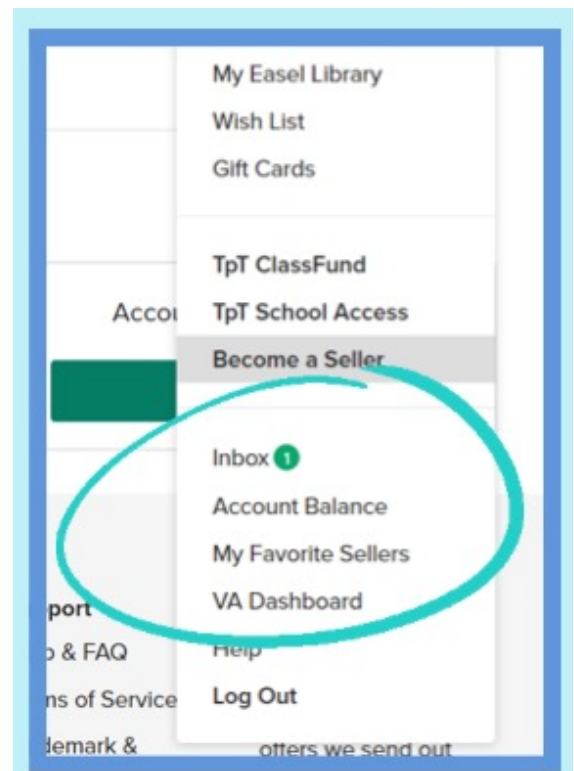 My Easel Library
Wish List
Gift Cards
TpT ClassFund
Accou
TpT School Access
Become a Seller
Inbox 1
Account Balance
My Favorite Sellers
VA Dashboard
port
Help
& FAQ
ns of Service
Log Out
demark &
offers we send out